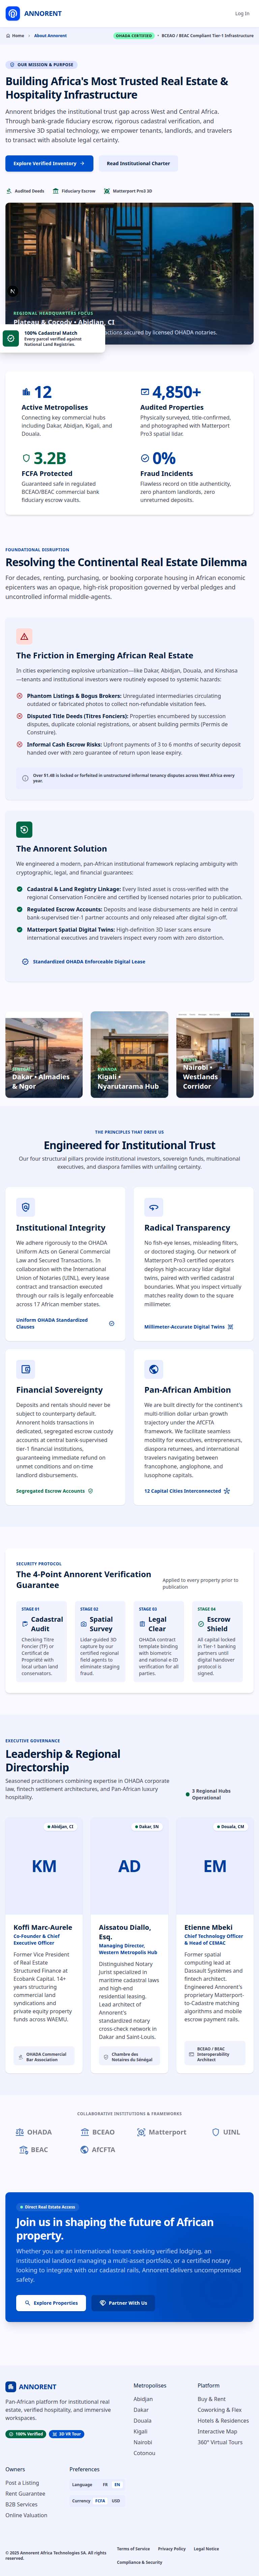 ANNORENT
Log In
Home > About Annorent
OHADA CERTIFIED • BCEAO / BEAC Compliant Tier-1 Infrastructure
OUR MISSION & PURPOSE
Building Africa's Most Trusted Real Estate &
Hospitality Infrastructure
Annorent bridges the institutional trust gap across West and Central Africa.
Through bank-grade fiduciary escrow, rigorous cadastral verification, and
immersive 3D spatial technology, we empower tenants, landlords, and travelers
to transact with absolute legal certainty.
Explore Verified Inventory →
Read Institutional Charter
Audited Deeds
Fiduciary Escrow
Matterport Pro3 3D
N
REGIONAL HEADQUARTERS FOCUS
Plateau & Cocody • Abidjan, CI
actions secured by licensed OHADA notaries.
100% Cadastral Match
Every parcel verified against
National Land Registries.
12
Active Metropolises
Connecting key commercial hubs
including Dakar, Abidjan, Kigali, and
Douala.
4,850+
Audited Properties
Physically surveyed, title-confirmed,
and photographed with Matterport
Pro3 spatial lidar.
3.2B
FCFA Protected
Guaranteed safe in regulated
BCEAO/BEAC commercial bank
fiduciary escrow vaults.
0%
Fraud Incidents
Flawless record on title authenticity,
zero phantom landlords, zero
unreturned deposits.
FOUNDATIONAL DISRUPTION
Resolving the Continental Real Estate Dilemma
For decades, renting, purchasing, or booking corporate housing in African economic
epicenters was an opaque, high-risk proposition governed by verbal pledges and
uncontrolled informal middle-agents.
The Friction in Emerging African Real Estate
In cities experiencing explosive urbanization—like Dakar, Abidjan, Douala, and Kinshasa
—tenants and institutional investors were routinely exposed to systemic hazards:
Phantom Listings & Bogus Brokers: Unregulated intermediaries circulating
outdated or fabricated photos to collect non-refundable visitation fees.
Disputed Title Deeds (Titres Fonciers): Properties encumbered by succession
disputes, duplicate colonial registrations, or absent building permits (Permis de
Construire).
Informal Cash Escrow Risks: Upfront payments of 3 to 6 months of security deposit
handed over with zero guarantee of return upon lease expiry.
Over $1.4B is locked or forfeited in unstructured informal tenancy disputes across West Africa every
year.
The Annorent Solution
We engineered a modern, pan-African institutional framework replacing ambiguity with
cryptographic, legal, and financial guarantees:
Cadastral & Land Registry Linkage: Every listed asset is cross-verified with the
regional Conservation Foncière and certified by licensed notaries prior to publication.
Regulated Escrow Accounts: Deposits and lease disbursements are held in central
bank-supervised tier-1 partner accounts and only released after digital sign-off.
Matterport Spatial Digital Twins: High-definition 3D laser scans ensure
international executives and travelers inspect every room with zero distortion.
Standardized OHADA Enforceable Digital Lease
SENEGAL
Dakar • Almadies
& Ngor
RWANDA
Kigali •
Nyarutarama Hub
KENYA
Nairobi •
Westlands
Corridor
THE PRINCIPLES THAT DRIVE US
Engineered for Institutional Trust
Our four structural pillars provide institutional investors, sovereign funds, multinational
executives, and diaspora families with unfailing certainty.
Institutional Integrity
We adhere rigorously to the OHADA
Uniform Acts on General Commercial
Law and Secured Transactions. In
collaboration with the International
Union of Notaries (UINL), every lease
contract and transaction executed
through our rails is legally enforceable
across 17 African member states.
Uniform OHADA Standardized
Clauses
Radical Transparency
No fish-eye lenses, misleading filters,
or doctored staging. Our network of
Matterport Pro3 certified operators
deploys high-accuracy lidar digital
twins, paired with verified cadastral
boundaries. What you inspect virtually
matches reality down to the
millimeter.
Millimeter-Accurate Digital Twins
Financial Sovereignty
Deposits and rentals should never be
subject to counterparty default.
Annorent holds transactions in
dedicated, segregated escrow custody
accounts at central bank-supervised
tier-1 financial institutions,
guaranteeing immediate refund on
unmet conditions and on-time
landlord disbursements.
Segregated Escrow Accounts
Pan-African Ambition
We are built directly for the continent's
multi-trillion dollar urban growth
trajectory under the AfCFTA
framework. We facilitate seamless
mobility for executives, entrepreneurs,
diaspora returnees, and international
travelers navigating between
francophone, anglophone, and
lusophone capitals.
12 Capital Cities Interconnected
SECURITY PROTOCOL
The 4-Point Annorent Verification
Guarantee
Applied to every property prior to
publication
STAGE 01
Cadastral
Audit
Checking Titre
Foncier (TF) or
Certificat de
Propriété with
local urban land
conservators.
STAGE 02
Spatial
Survey
Lidar-guided 3D
capture by our
certified regional
field agents to
eliminate staging
fraud.
STAGE 03
Legal
Clear
OHADA contract
template binding
with biometric
and national e-ID
verification for all
parties.
STAGE 04
Escrow
Shield
All capital locked
in Tier-1 banking
partners until
digital handover
protocol is
signed.
EXECUTIVE GOVERNANCE
Leadership & Regional
Directorship
Seasoned practitioners combining expertise in OHADA corporate
law, fintech settlement architectures, and Pan-African luxury
hospitality.
3 Regional Hubs
Operational
Abidjan, CI
KM
Koffi Marc-Aurele
Co-Founder & Chief
Executive Officer
Former Vice President
of Real Estate
Structured Finance at
Ecobank Capital. 14+
years structuring
commercial land
syndications and
private equity property
funds across WAEMU.
OHADA Commercial
Bar Association
Dakar, SN
AD
Aissatou Diallo,
Esq.
Managing Director,
Western Metropolis Hub
Distinguished Notary
Jurist specialized in
maritime cadastral laws
and high-end
residential leasing.
Lead architect of
Annorent's
standardized notary
cross-check network in
Dakar and Saint-Louis.
Chambre des
Notaires du Sénégal
Douala, CM
EM
Etienne Mbeki
Chief Technology Officer
& Head of CEMAC
Former spatial
computing lead at
Dassault Systèmes and
fintech architect.
Engineered Annorent's
proprietary Matterport-
to-Cadastre matching
algorithms and mobile
escrow payment rails.
BCEAO / BEAC
Interoperability
Architect
COLLABORATIVE INSTITUTIONS & FRAMEWORKS
OHADA
BCEAO
Matterport
UINL
BEAC
AfCFTA
Direct Real Estate Access
Join us in shaping the future of African
property.
Whether you are an international tenant seeking verified lodging, an
institutional landlord managing a multi-asset portfolio, or a certified notary
looking to integrate with our cadastral rails, Annorent delivers uncompromised
safety.
Explore Properties
Partner With Us
ANNORENT
Pan-African platform for institutional real
estate, verified hospitality, and immersive
workspaces.
100% Verified
3D VR Tour
Metropolises
Abidjan
Dakar
Douala
Kigali
Nairobi
Cotonou
Platform
Buy & Rent
Coworking & Flex
Hotels & Residences
Interactive Map
360° Virtual Tours
Owners
Post a Listing
Rent Guarantee
B2B Services
Online Valuation
Preferences
Language FR EN
Currency FCFA USD
© 2025 Annorent Africa Technologies SA. All rights
reserved.
Terms of Service
Privacy Policy
Legal Notice
Compliance & Security